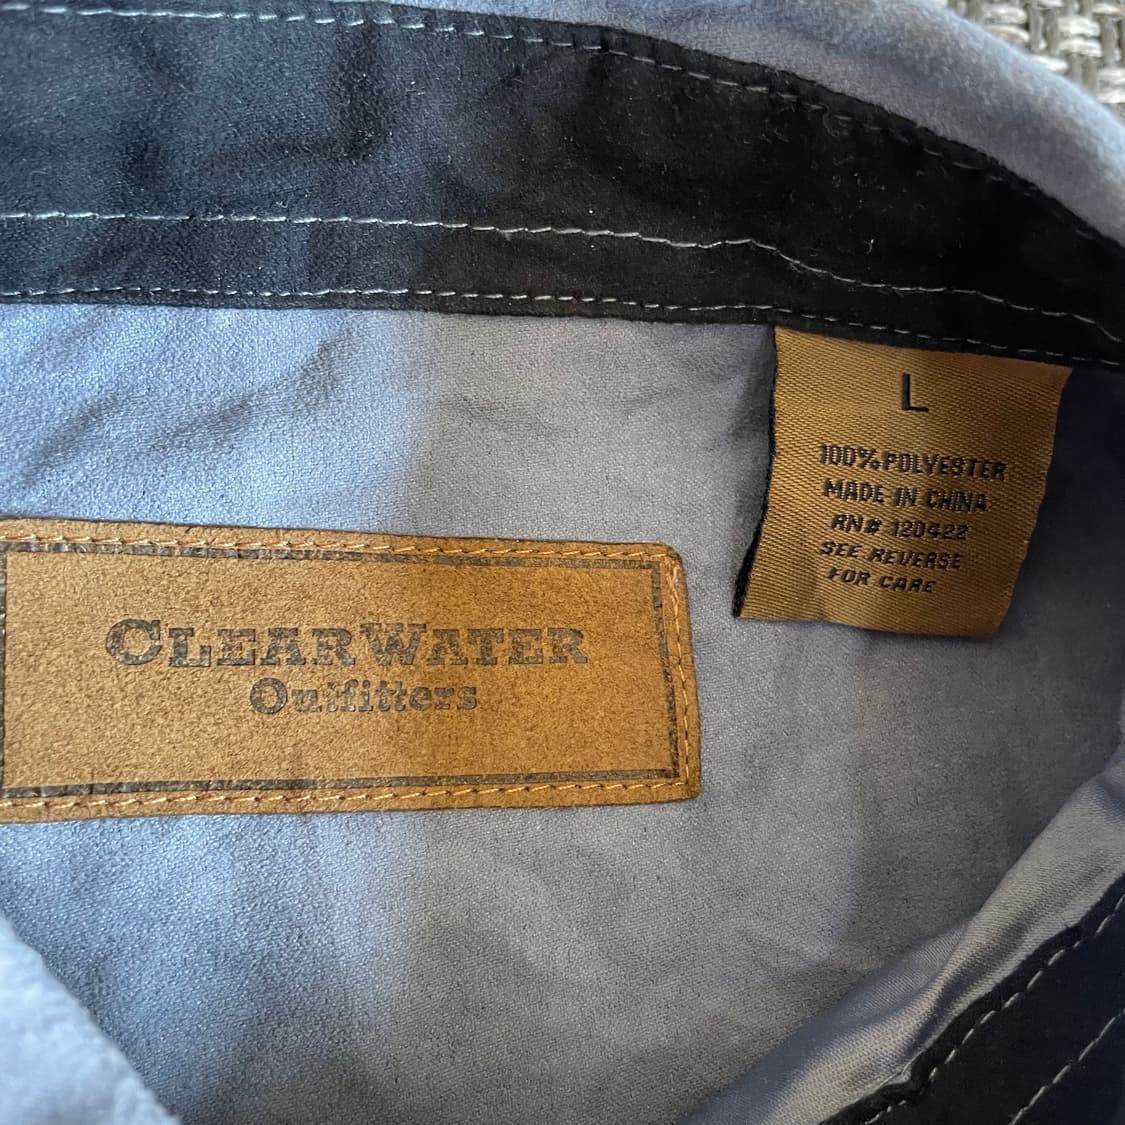 L
100% POLYESTER
MADE IN CHINA
RN# 120422
SEE REVERSE
FOR CARE
CLEARWATER
Outfitters